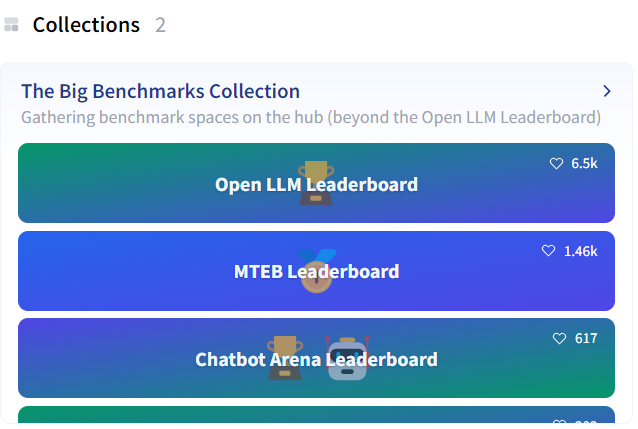 Collections 2
The Big Benchmarks Collection
Gathering benchmark spaces on the hub (beyond the Open LLM Leaderboard)
6.5k
Open LLM Leaderboard
1.46k
MTEB Leaderboard
617
Chatbot Arena Leaderboard